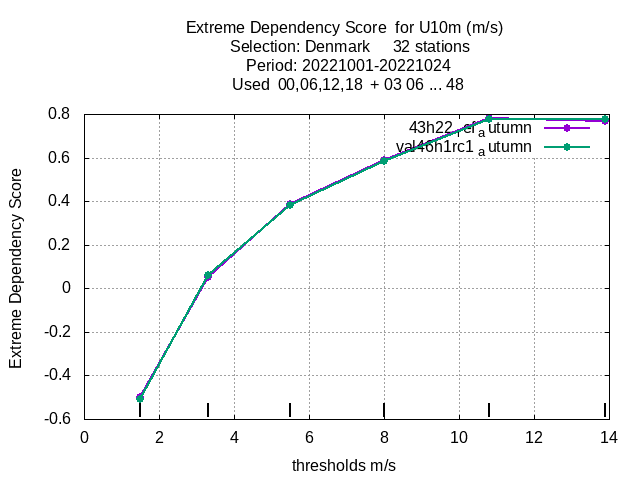 Extreme Dependency Score  for U10m (m/s)
Selection: Denmark     32 stations
Period: 20221001-20221024
Used  00,06,12,18  + 03 06 ... 48
0.8
0.6
0.4
0.2
0
-0.2
-0.4
-0.6
0 2 4 6 8 10 12 14
Extreme Dependency Score
thresholds m/s
43h22_ref_autumn
val46h1rc1_autumn